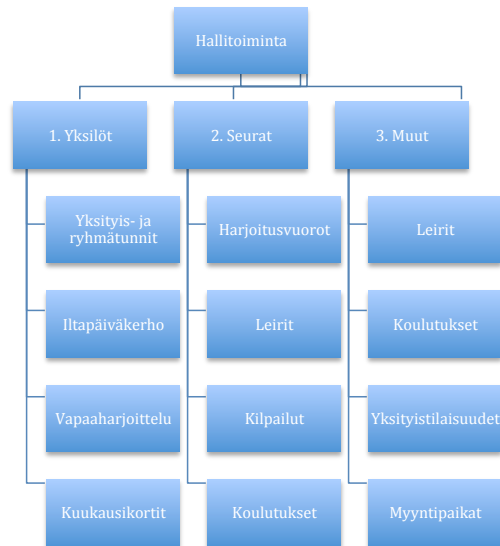 Hallitoiminta
1. Yksilöt
2. Seurat
3. Muut
Yksityis- ja
ryhmätunnit
Harjoitusvuorot
Leirit
Iltapäiväkerho
Leirit
Koulutukset
Vapaaharjoittelu
Kilpailut
Yksityistilaisuudet
Kuukausikortit
Koulutukset
Myyntipaikat